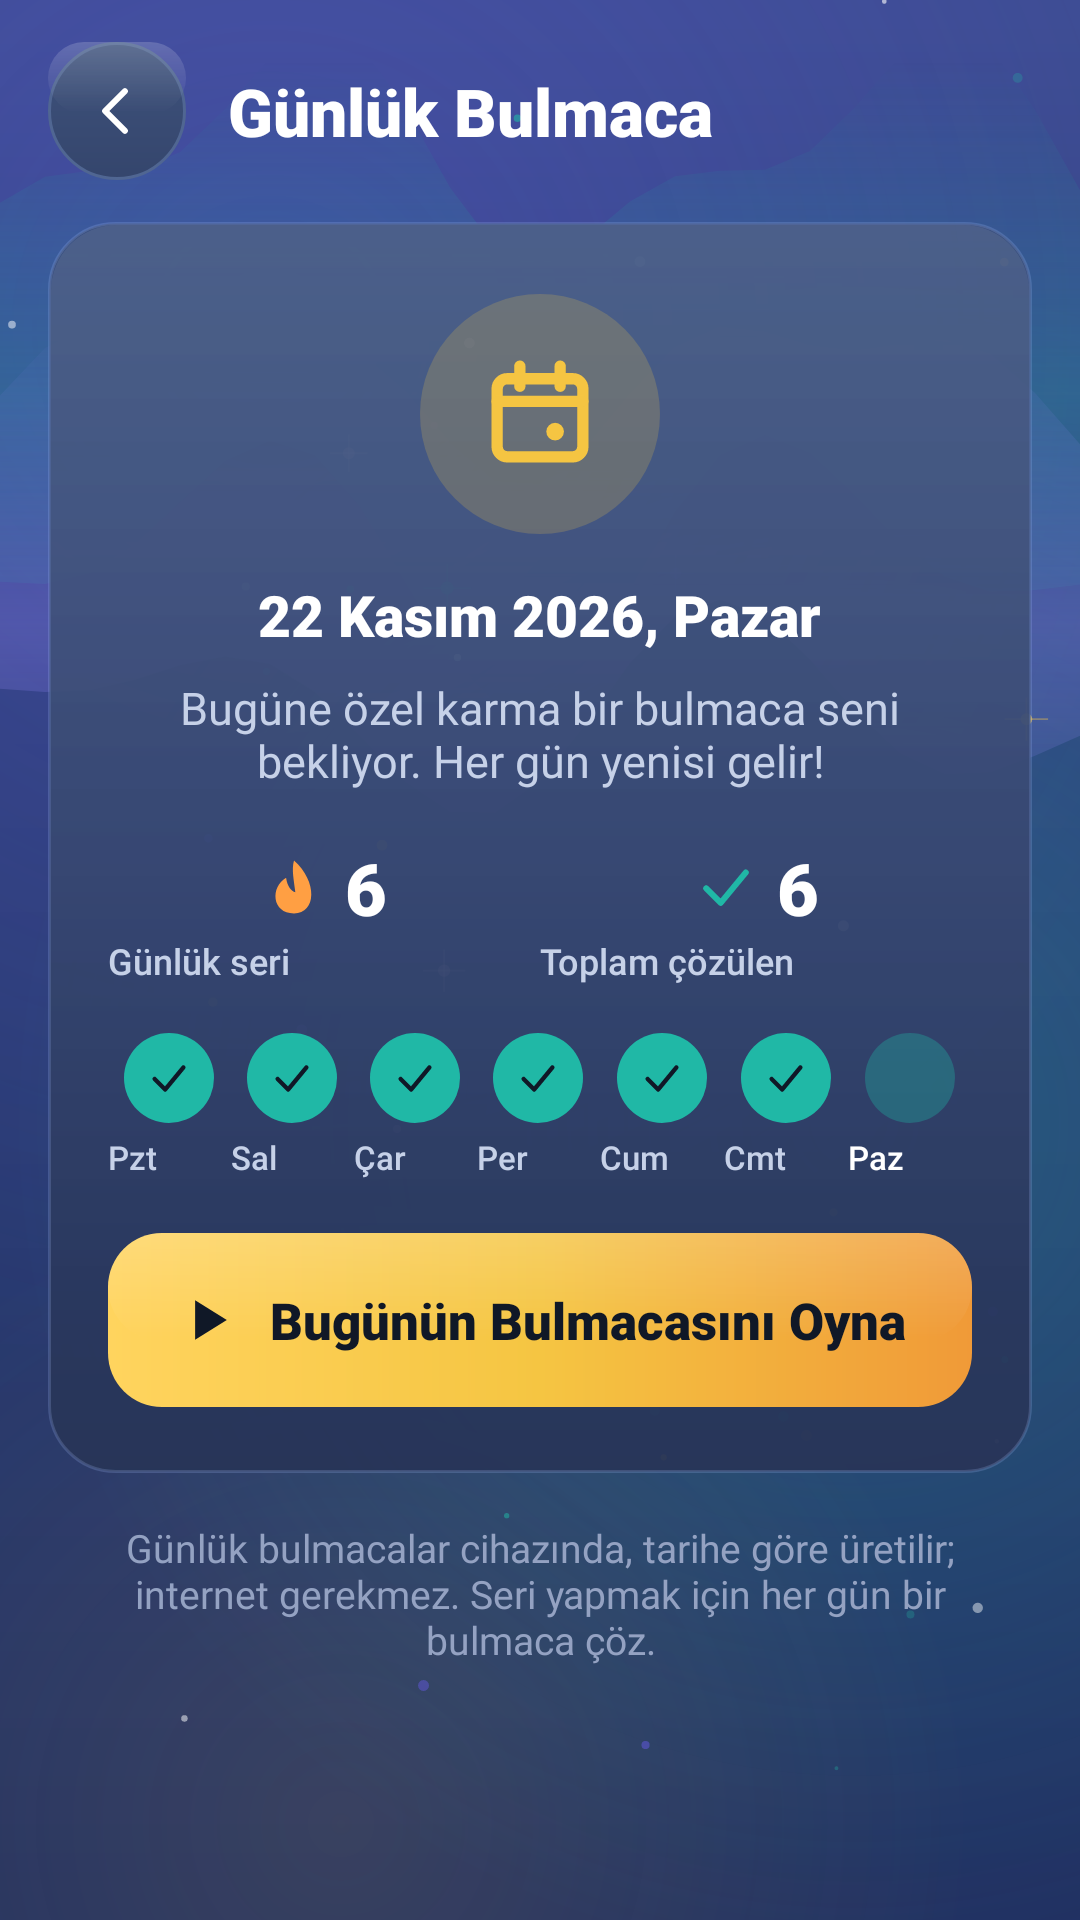 Günlük Bulmaca
22 Kasım 2026, Pazar
Bugüne özel karma bir bulmaca seni
bekliyor. Her gün yenisi gelir!
6
6
Günlük seri
Toplam çözülen
Pzt Sal Çar Per Cum Cmt Paz
Bugünün Bulmacasını Oyna
Günlük bulmacalar cihazında, tarihe göre üretilir;
internet gerekmez. Seri yapmak için her gün bir
bulmaca çöz.